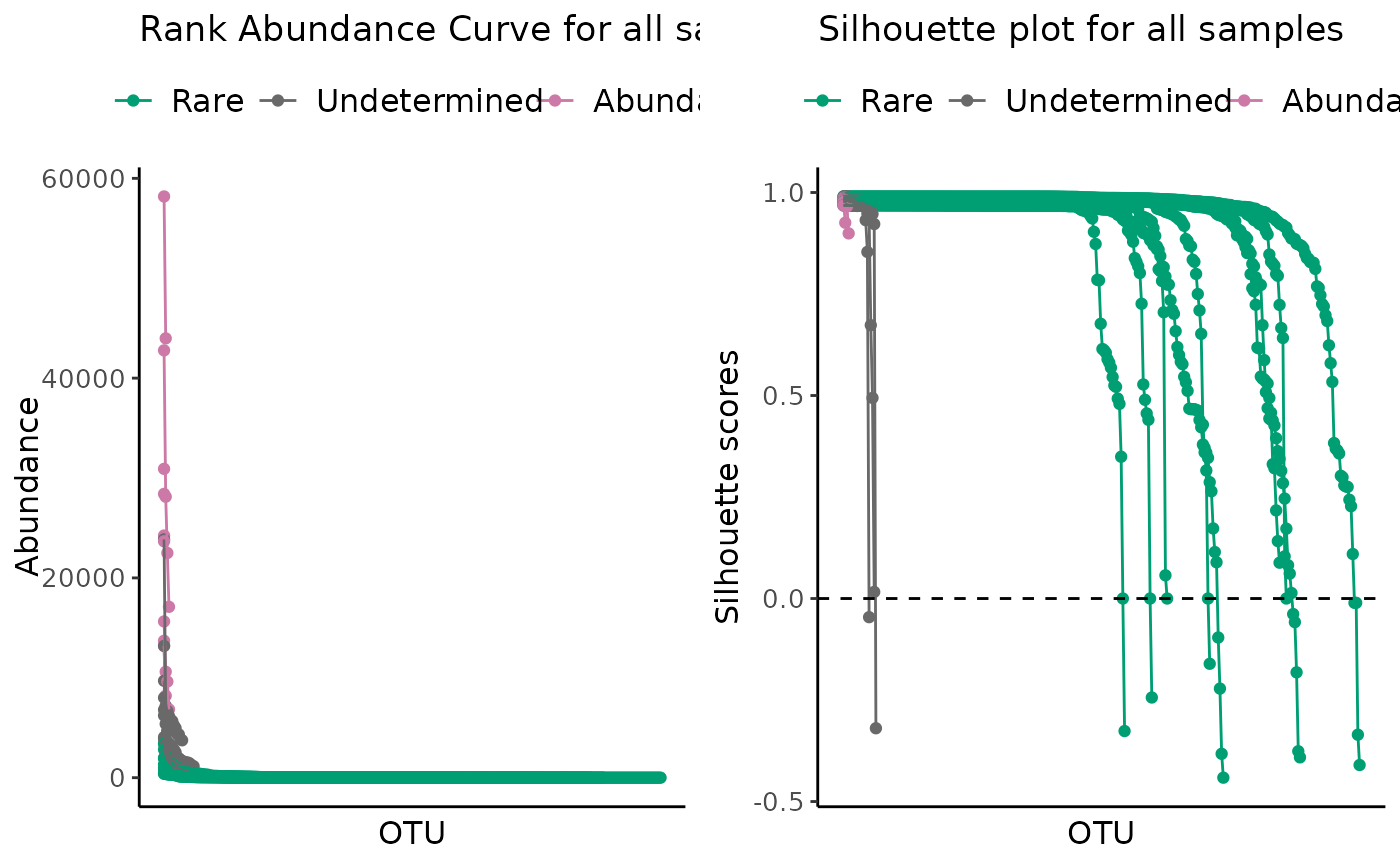 Rank Abundance Curve for all sa
Rare Undetermined Abunda
60000
40000
20000
0
Abundance
OTU
Silhouette plot for all samples
Rare Undetermined Abunda
1.0
0.5
0.0
-0.5
Silhouette scores
OTU